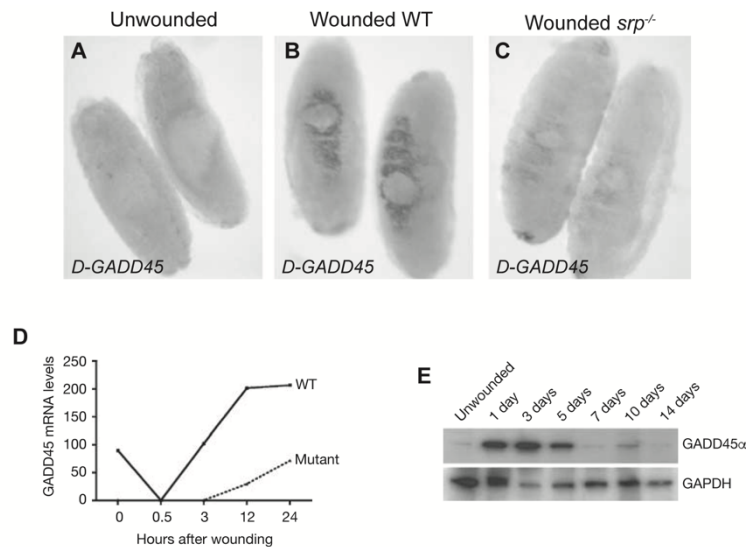 Unwounded
Wounded WT
Wounded srp-/-
A
B
C
D-GADD45
D-GADD45
D-GADD45
D
GADD45 mRNA levels
250
200
150
100
50
0
WT
Mutant
0
0.5
3
12
24
Hours after wounding
E
Unwounded
1 day
3 days
5 days
7 days
10 days
14 days
GADD45α
GAPDH